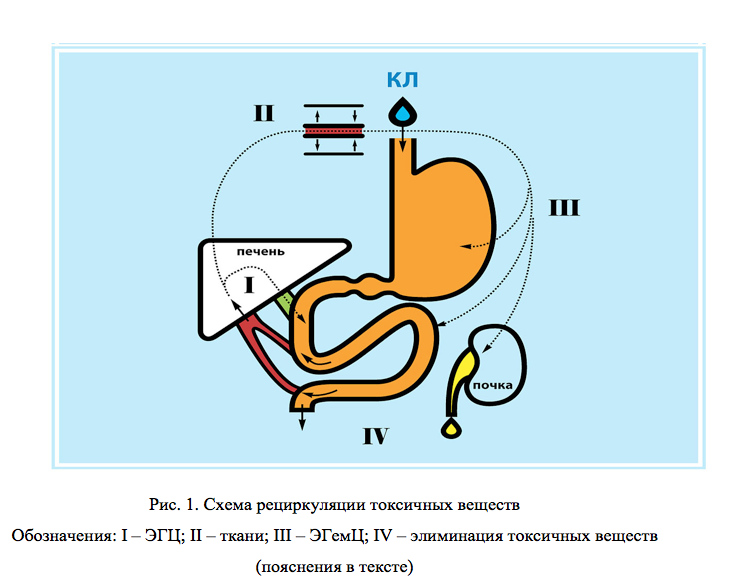 КЛ
II
III
печень
I
почка
IV
Рис. 1. Схема рециркуляции токсичных веществ
Обозначения: I – ЭГЦ; II – ткани; III – ЭГемЦ; IV – элиминация токсичных веществ
(пояснения в тексте)